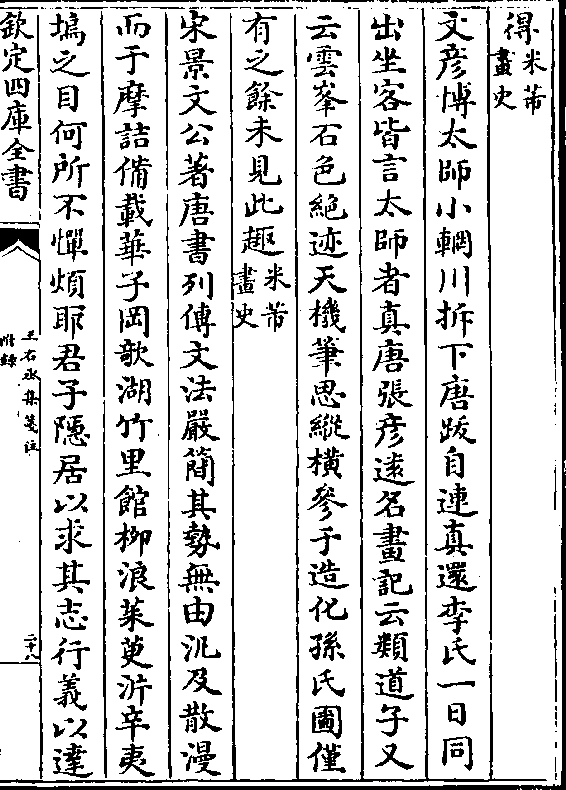 得米芾畫史
文彦博太師小輞川拆下唐跋自連真還李氏一日同
出坐客皆言太師者真唐張彦遠名畫記云類道子又
云雲峯石色絶迹天機筆思縱横參于造化孫氏圖僅
有之餘未見此趣米芾畫史
宋景文公著唐書列傳文法嚴簡其勢無由汎及散漫
而于摩詰備載華子岡欹湖竹里館柳浪茱萸沜辛夷
塢之目何所不憚煩耶君子隱居以求其志行義以達
欽定四庫全書
王右丞集箋注
附録
二十八